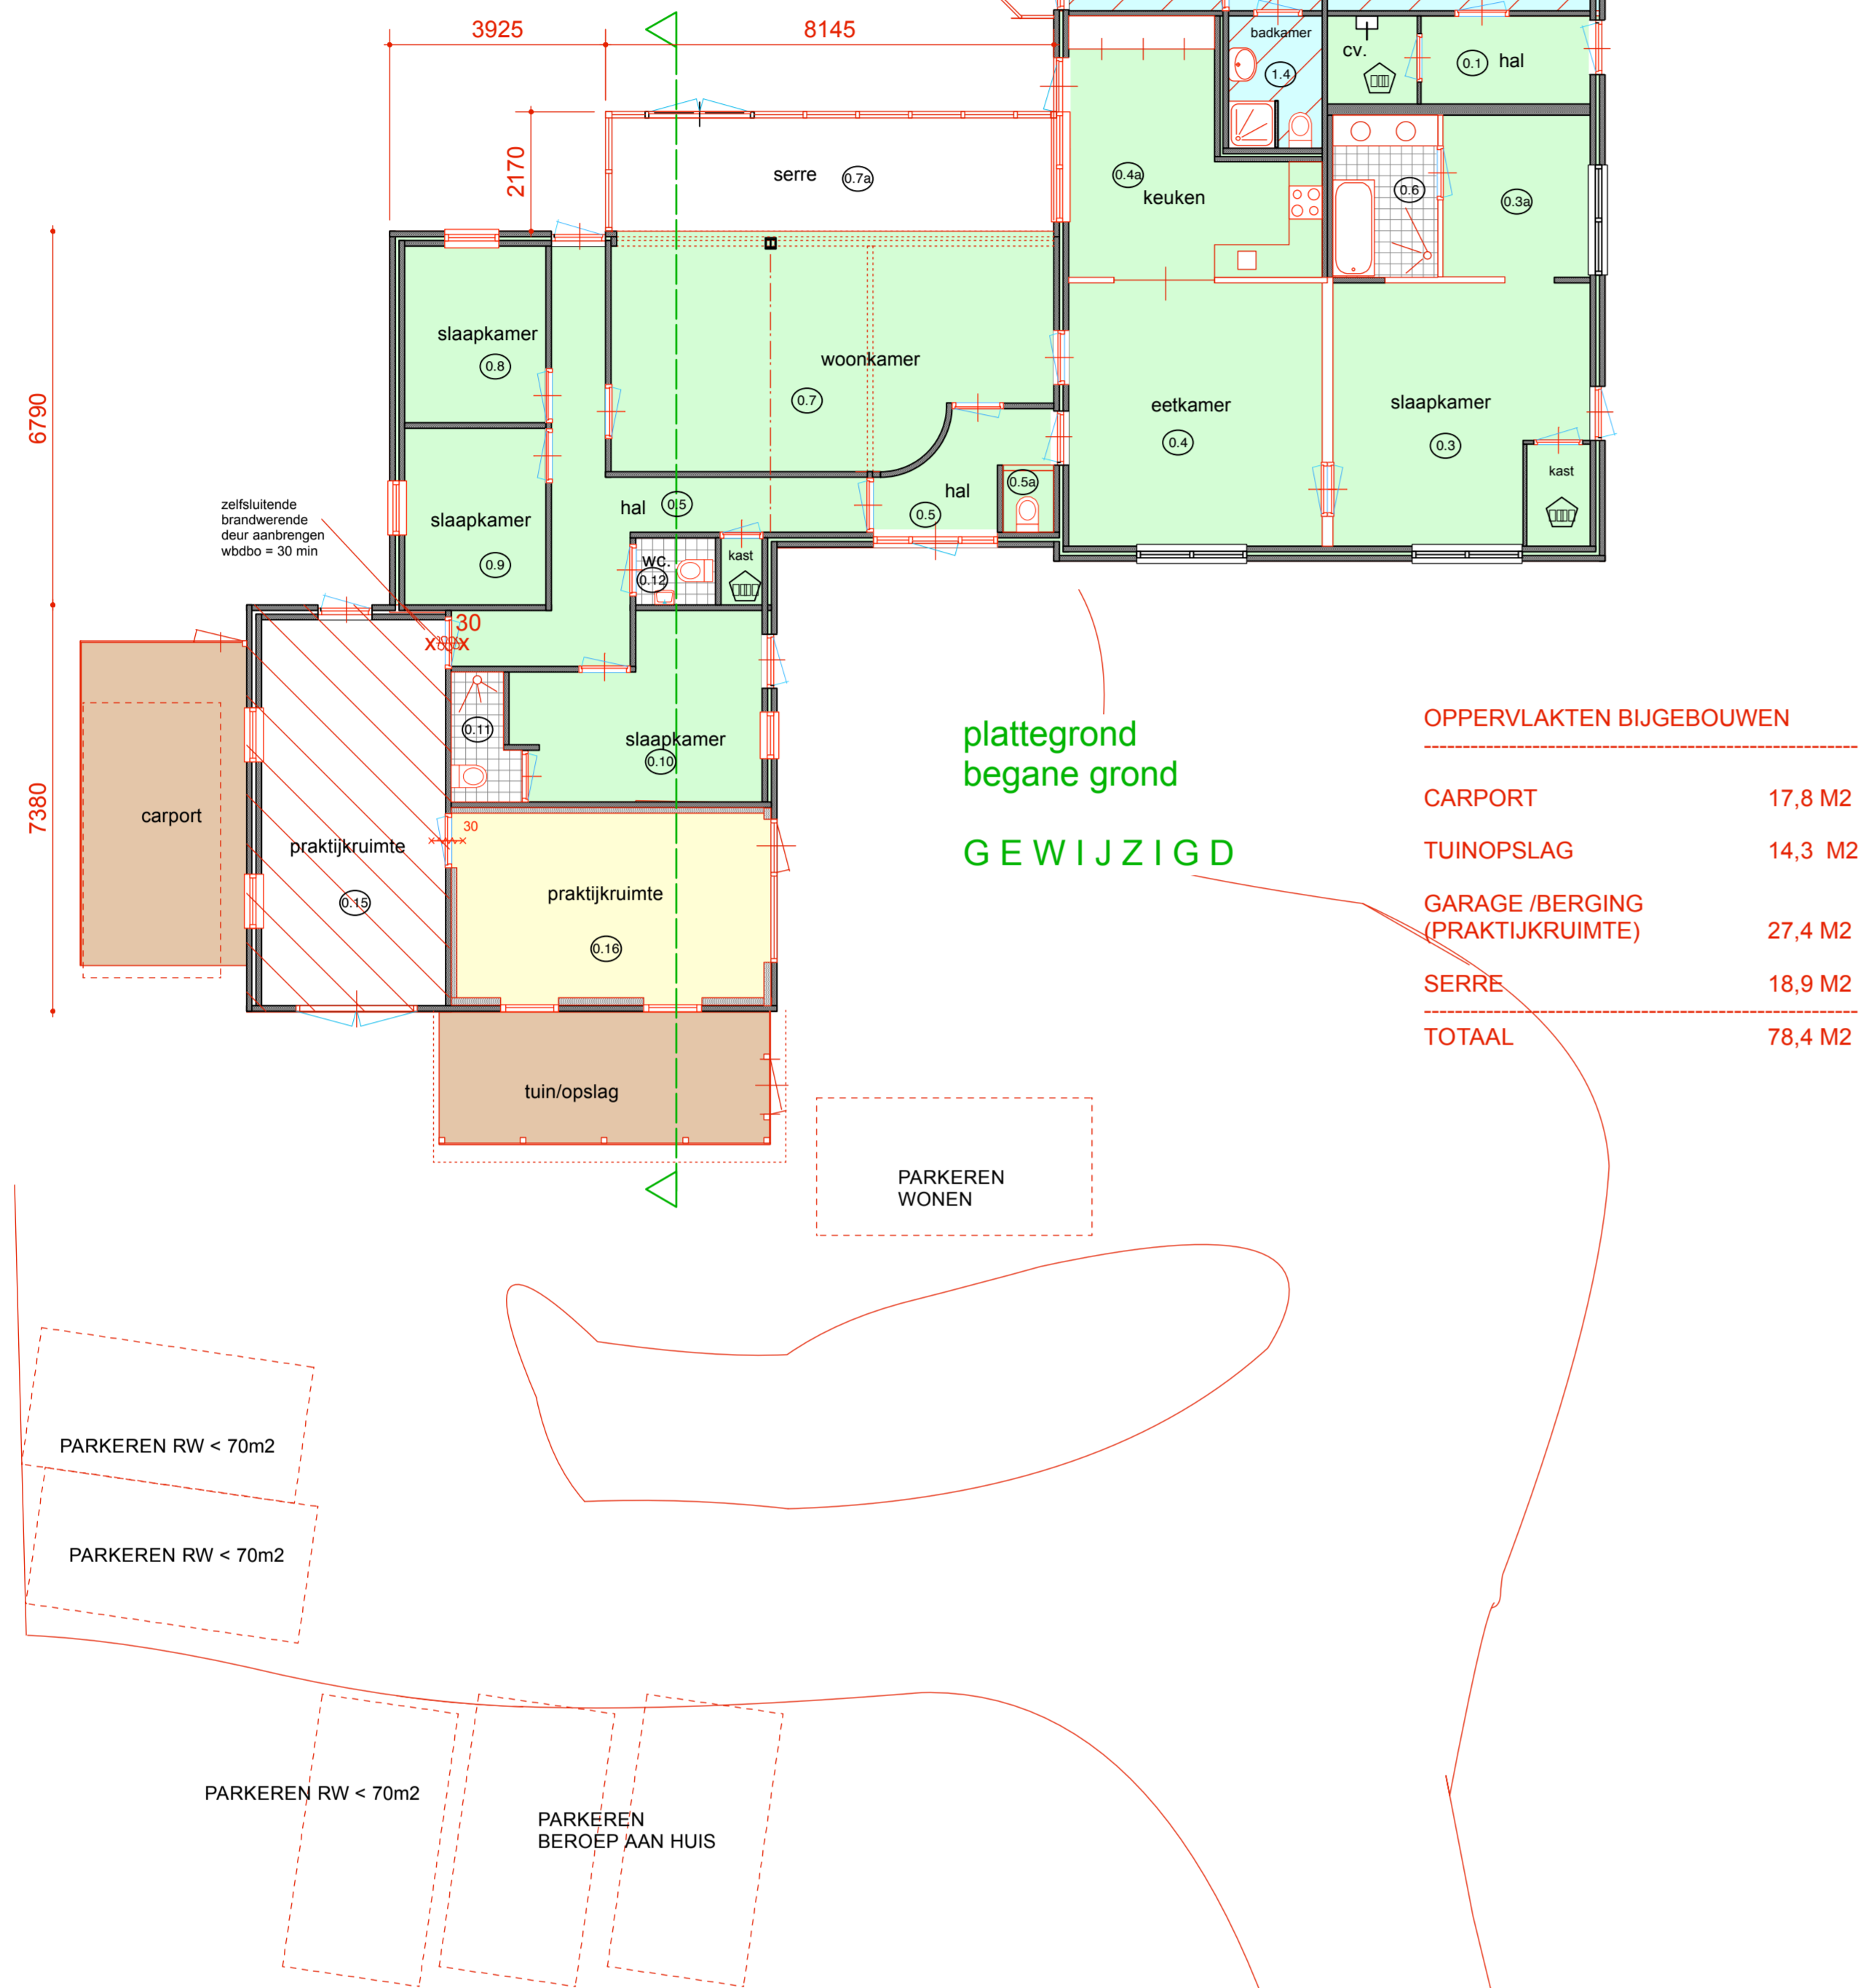 3925
8145
badkamer
1.4
cv.
0.1
hal
2170
serre
0.7a
0.4a
keuken
0.6
0.3a
slaapkamer
0.8
woonkamer
0.7
6790
eetkamer
0.4
slaapkamer
0.3
kast
zelfsluitende
brandwerende
deur aanbrengen
wbdbo = 30 min
slaapkamer
0.9
hal
0.5
hal
0.5
0.5a
wc.
0.12
kast
30
0.11
slaapkamer
0.10
7380
carport
praktijkruimte
0.15
30
praktijkruimte
0.16
tuin/opslag
plattegrond
begane grond
GEWIJZIGD
OPPERVLAKTEN BIJGEBOUWEN
CARPORT 17,8 M2
TUINOPSLAG 14,3 M2
GARAGE /BERGING
(PRAKTIJKRUIMTE) 27,4 M2
SERRE 18,9 M2
TOTAAL 78,4 M2
PARKEREN
WONEN
PARKEREN RW < 70m2
PARKEREN RW < 70m2
PARKEREN RW < 70m2
PARKEREN
BEROEP AAN HUIS